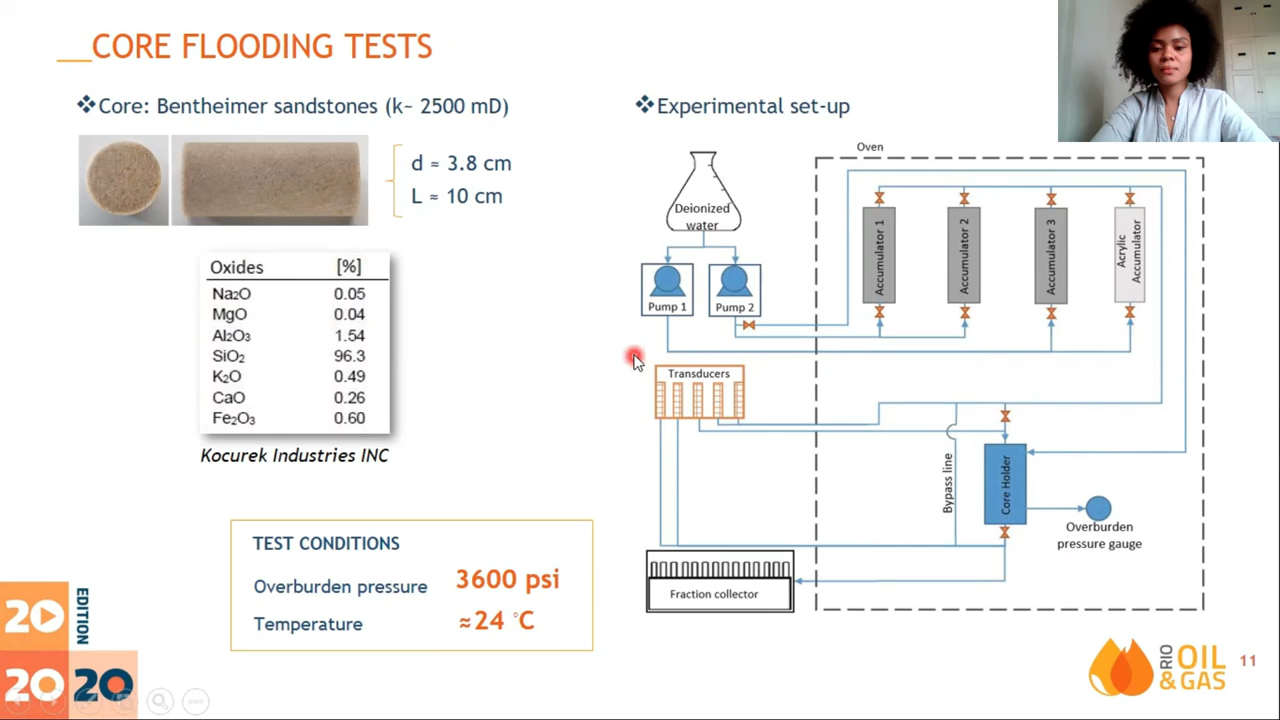 __CORE FLOODING TESTS
❖Core: Bentheimer sandstones (k~ 2500 mD)
d ≈ 3.8 cm
L ≈ 10 cm
Oxides [%]
Na₂O 0.05
MgO 0.04
Al₂O₃ 1.54
SiO₂ 96.3
K₂O 0.49
CaO 0.26
Fe₂O₃ 0.60
Kocurek Industries INC
TEST CONDITIONS
Overburden pressure 3600 psi
Temperature ≈24 °C
❖Experimental set-up
Oven
Deionized
water
Pump 1
Pump 2
Accumulator 1
Accumulator 2
Accumulator 3
Acrylic
Accumulator
Transducers
Bypass line
Core Holder
Overburden
pressure gauge
Fraction collector
20
EDITION
2020
RIO
OIL
& GAS
11